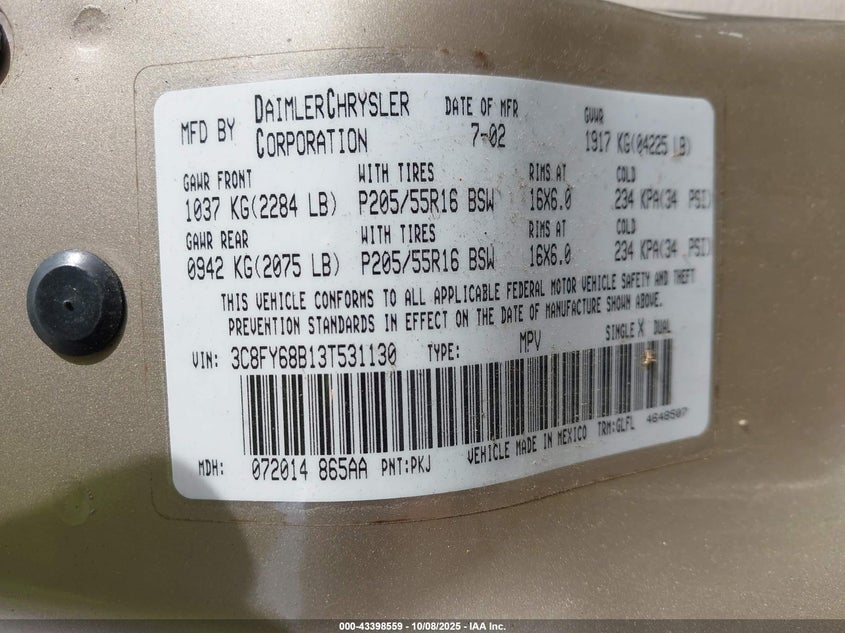 MFD BY DAIMLERCHRYSLER CORPORATION DATE OF MFR 7-02 GVWR 1917 KG(04225 LB)
GAWR FRONT WITH TIRES RIMS AT COLD
1037 KG(2284 LB) P205/55R16 BSW 16X6.0 234 KPA(34 PSI)
GAWR REAR WITH TIRES RIMS AT COLD
0942 KG(2075 LB) P205/55R16 BSW 16X6.0 234 KPA(34 PSI)
THIS VEHICLE CONFORMS TO ALL APPLICABLE FEDERAL MOTOR VEHICLE SAFETY AND THEFT
PREVENTION STANDARDS IN EFFECT ON THE DATE OF MANUFACTURE SHOWN ABOVE.
VIN: 3C8FY68B13T531130 TYPE: MPV SINGLE X DUAL
MDH: 072014 865AA PNT:PKJ VEHICLE MADE IN MEXICO TRM:GLFL 4648507
000-43398559 - 10/08/2025 - IAA Inc.